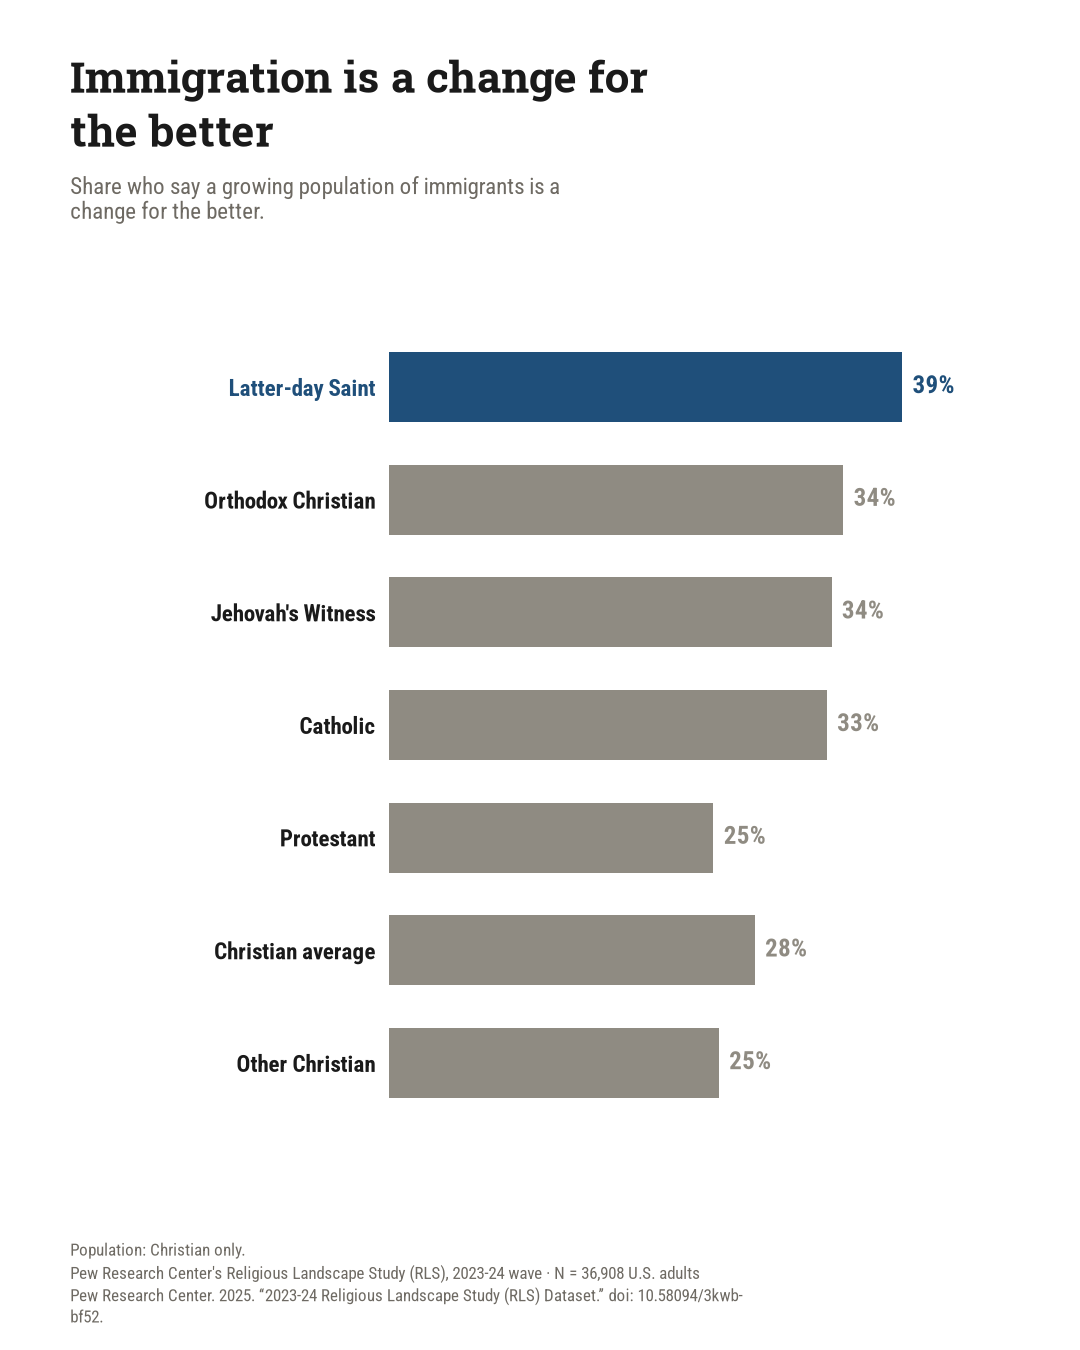 Immigration is a change for
the better
Share who say a growing population of immigrants is a
change for the better.
Latter-day Saint 39%
Orthodox Christian 34%
Jehovah's Witness 34%
Catholic 33%
Protestant 25%
Christian average 28%
Other Christian 25%
Population: Christian only.
Pew Research Center's Religious Landscape Study (RLS), 2023-24 wave · N = 36,908 U.S. adults
Pew Research Center. 2025. “2023-24 Religious Landscape Study (RLS) Dataset.” doi: 10.58094/3kwb-
bf52.